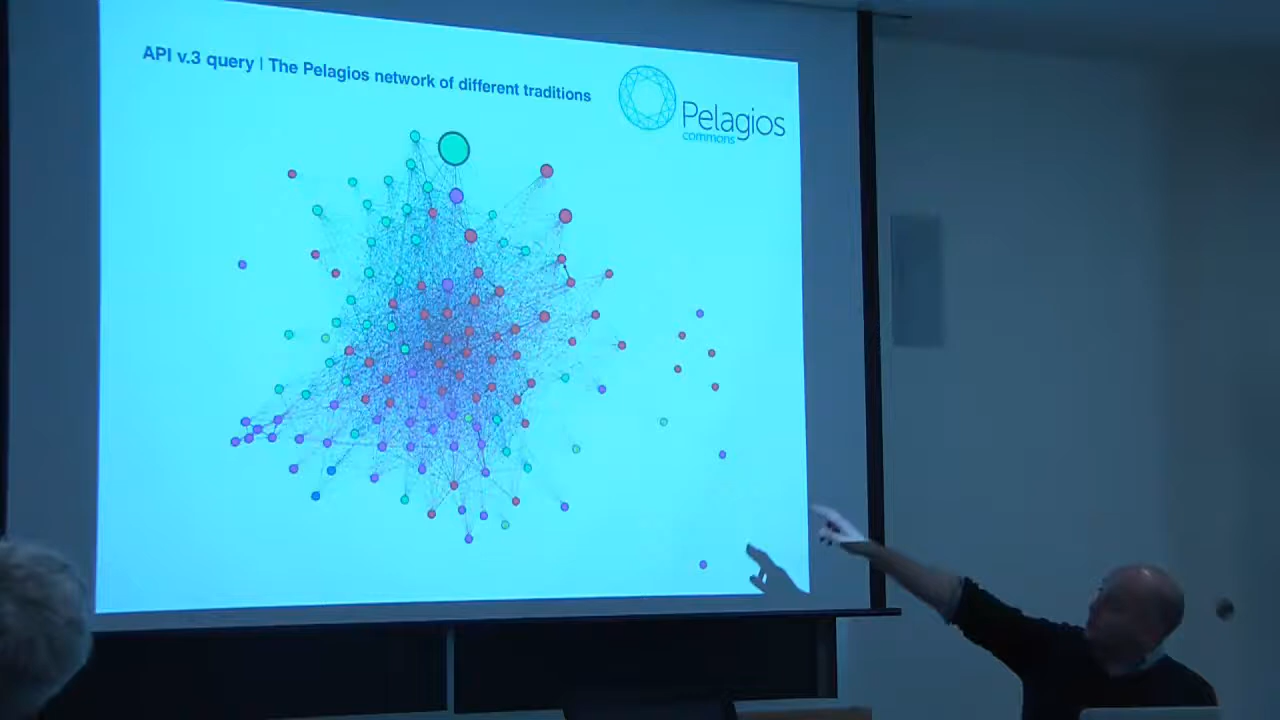 API v.3 query | The Pelagios network of different traditions
Pelagios
commons